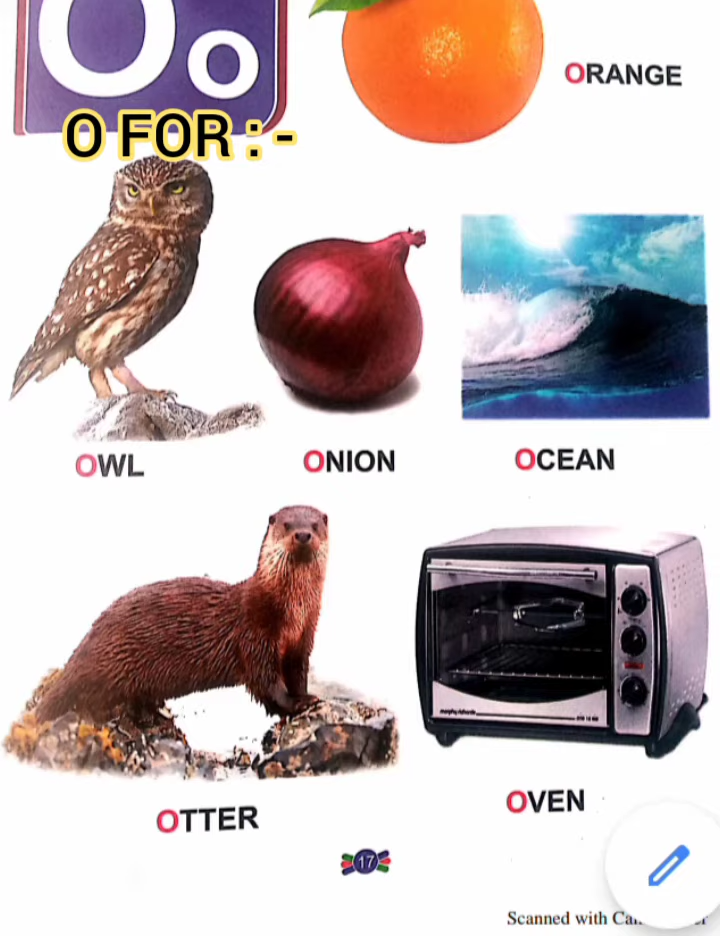 Oo
ORANGE
O FOR : -
OWL
ONION
OCEAN
OTTER
OVEN
17
Scanned with